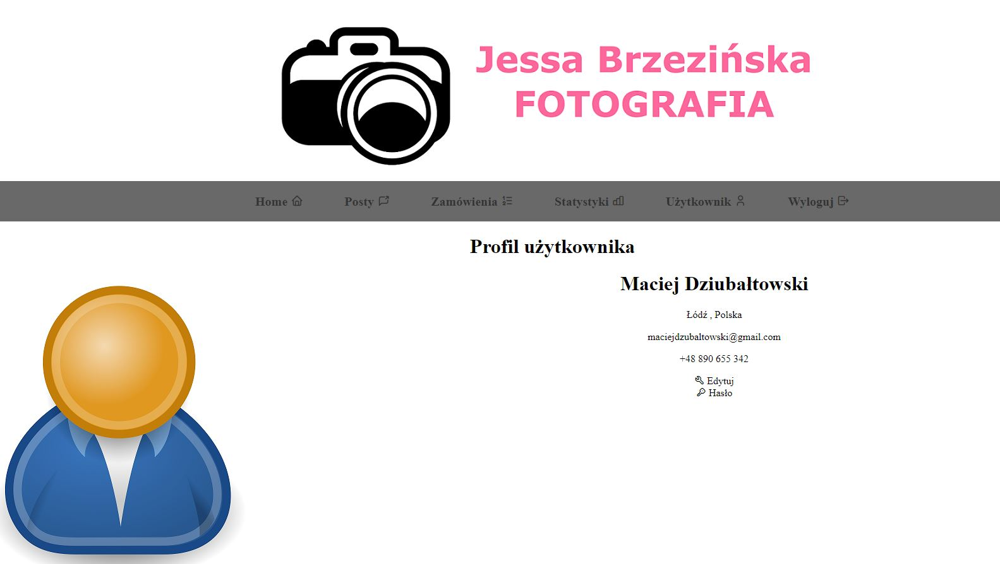 Jessa Brzezińska
FOTOGRAFIA
Home Posty Zamówienia Statystyki Użytkownik Wyloguj
Profil użytkownika
Maciej Dziubałtowski
Łódź , Polska
maciejdzubaltowski@gmail.com
+48 890 655 342
Edytuj
Hasło